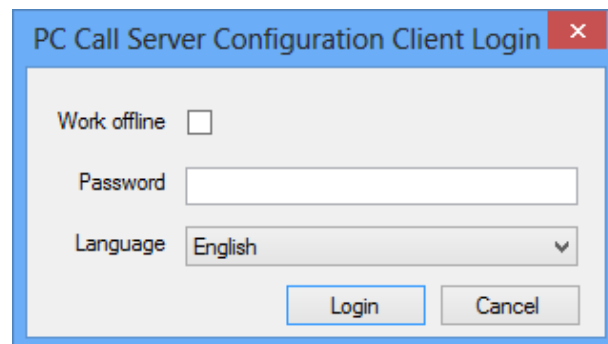 PC Call Server Configuration Client Login
Work offline
Password
Language English
Login Cancel